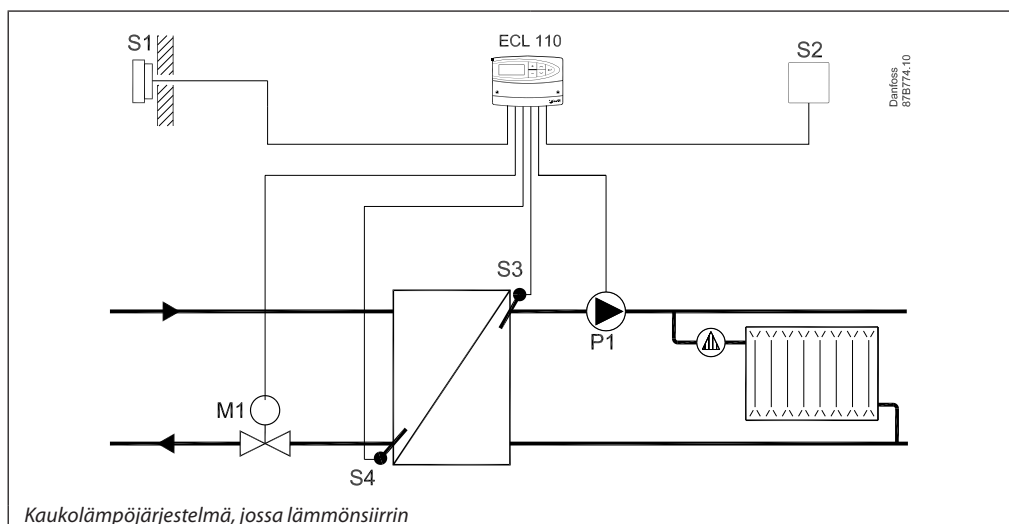 S1
ECL 110
S2
Danfoss
87B774.10
S3
P1
M1
S4
Kaukolämpöjärjestelmä, jossa lämmönsiirrin